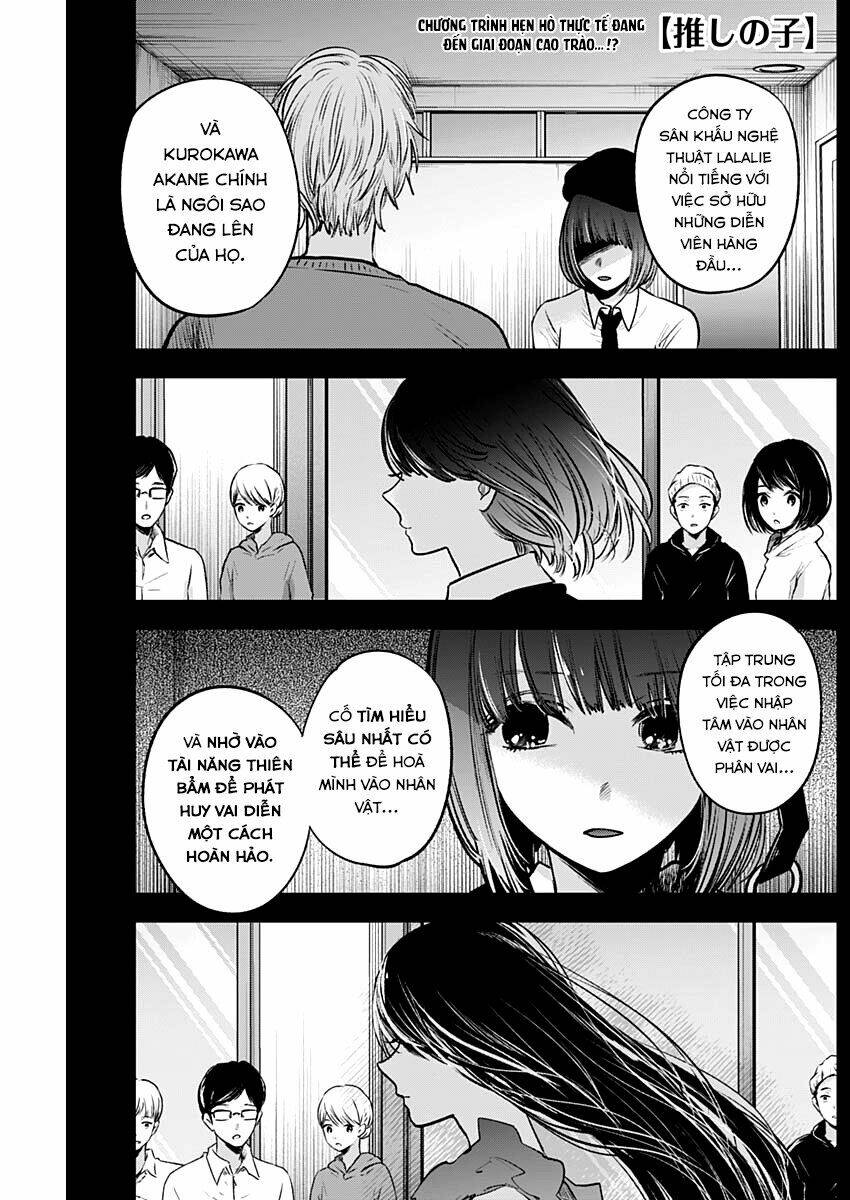 CHƯƠNG TRÌNH HẸN HÒ THỰC TẾ ĐANG
ĐẾN GIAI ĐOẠN CAO TRÀO...!?
【推しの子】
CÔNG TY
SÂN KHẤU NGHỆ
THUẬT LALALIE
NỔI TIẾNG VỚI
VIỆC SỞ HỮU
NHỮNG DIỄN
VIÊN HÀNG
ĐẦU...
VÀ
KUROKAWA
AKANE CHÍNH
LÀ NGÔI SAO
ĐANG LÊN
CỦA HỌ.
TẬP TRUNG
TỐI ĐA TRONG
VIỆC NHẬP
TÂM VÀO NHÂN
VẬT ĐƯỢC
PHÂN VAI...
CỐ TÌM HIỂU
SÂU NHẤT CÓ
THỂ ĐỂ HOÀ
MÌNH VÀO NHÂN
VẬT...
VÀ NHỜ VÀO
TÀI NĂNG THIÊN
BẨM ĐỂ PHÁT
HUY VAI DIỄN
MỘT CÁCH
HOÀN HẢO.